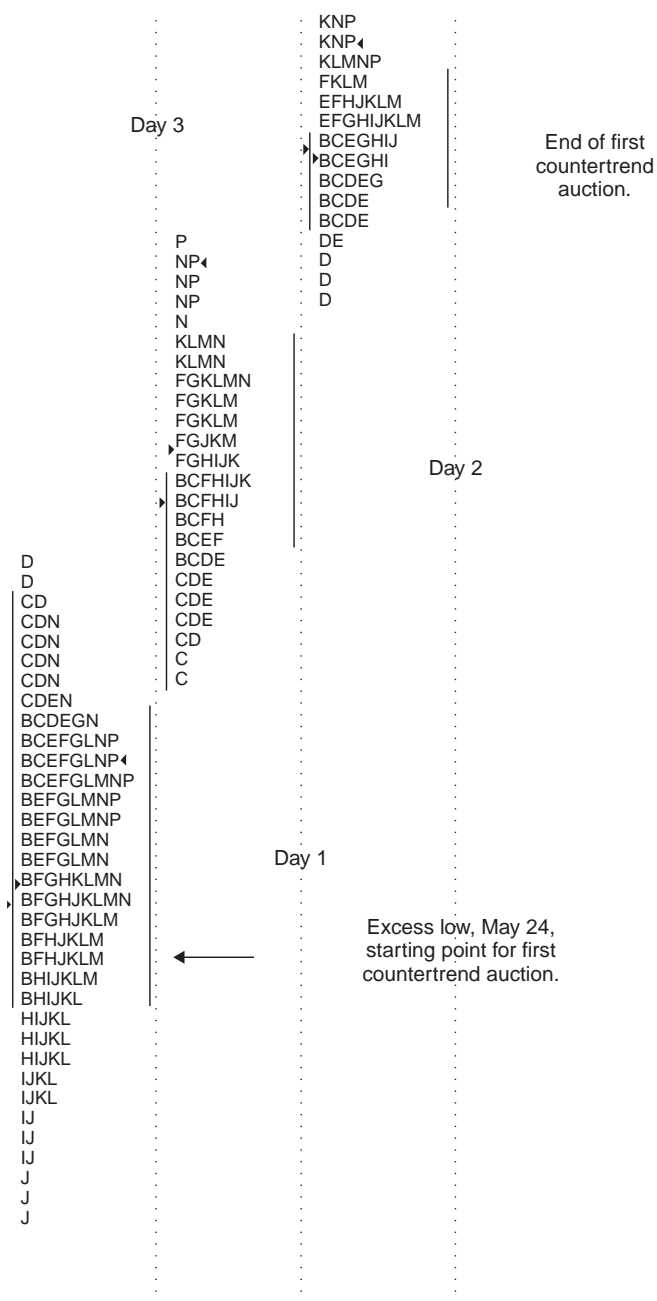 KNP
KNP
KLMNP
FKLM
EFHJKLM
EFGHIJKLM
BCEGHIJ
BCEGHI
BCDEG
BCDE
BCDE
DE
D
D
D
Day 3
End of first
countertrend
auction.
P
NP
NP
NP
N
KLMN
KLMN
FGKLMN
FGKLM
FGKLM
FGJKM
FGHIJK
BCFHIJK
BCFHIJ
BCFH
BCEF
BCDE
CDE
CDE
CDE
CD
C
C
Day 2
D
D
CD
CDN
CDN
CDN
CDN
CDEN
BCDEGN
BCEFGLNP
BCEFGLNP
BCEFGLMNP
BEFGLMNP
BEFGLMNP
BEFGLMN
BEFGLMN
BFGHKLMN
BFGHJKLMN
BFGHJKLM
BFHJKLM
BFHJKLM
BHIJKLM
BHIJKL
HIJKL
HIJKL
HIJKL
IJKL
IJKL
IJ
IJ
IJ
J
J
J
Day 1
Excess low, May 24,
starting point for first
countertrend auction.